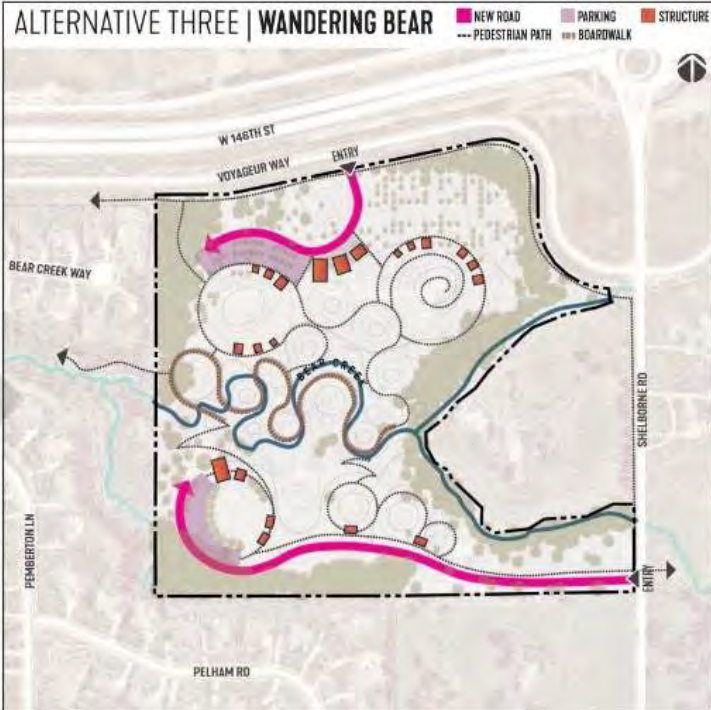 ALTERNATIVE THREE | WANDERING BEAR
NEW ROAD
PARKING
STRUCTURE
PEDESTRIAN PATH
BOARDWALK
W 146TH ST
VOYAGEUR WAY
ENTRY
BEAR CREEK WAY
BEAR CREEK
SHELBORNE RD
PEMBERTON LN
ENTRY
PELHAM RD